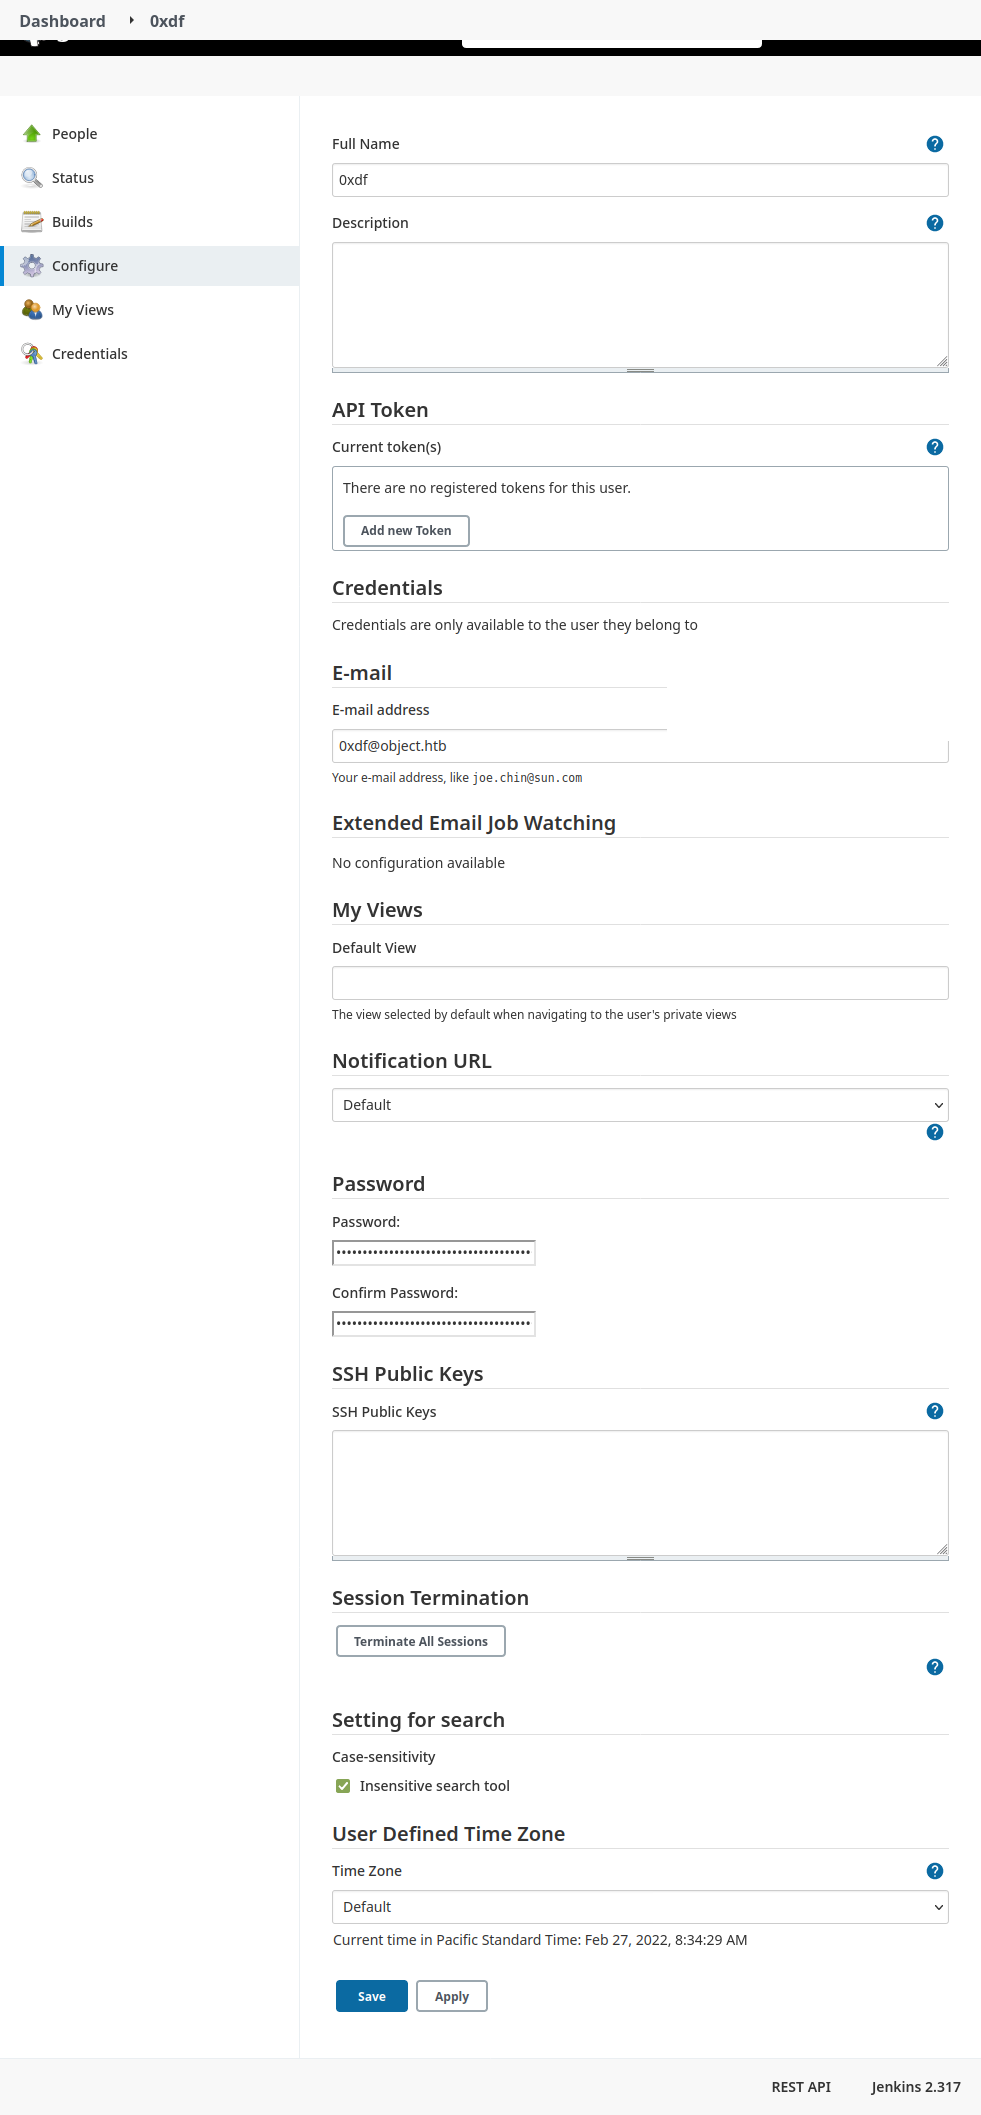 Dashboard 0xdf
People
Status
Builds
Configure
My Views
Credentials
Full Name
0xdf
Description
API Token
Current token(s)
There are no registered tokens for this user.
Add new Token
Credentials
Credentials are only available to the user they belong to
E-mail
E-mail address
0xdf@object.htb
Your e-mail address, like joe.chin@sun.com
Extended Email Job Watching
No configuration available
My Views
Default View
The view selected by default when navigating to the user's private views
Notification URL
Default
Password
Password:
Confirm Password:
SSH Public Keys
SSH Public Keys
Session Termination
Terminate All Sessions
Setting for search
Case-sensitivity
Insensitive search tool
User Defined Time Zone
Time Zone
Default
Current time in Pacific Standard Time: Feb 27, 2022, 8:34:29 AM
Save Apply
REST API Jenkins 2.317